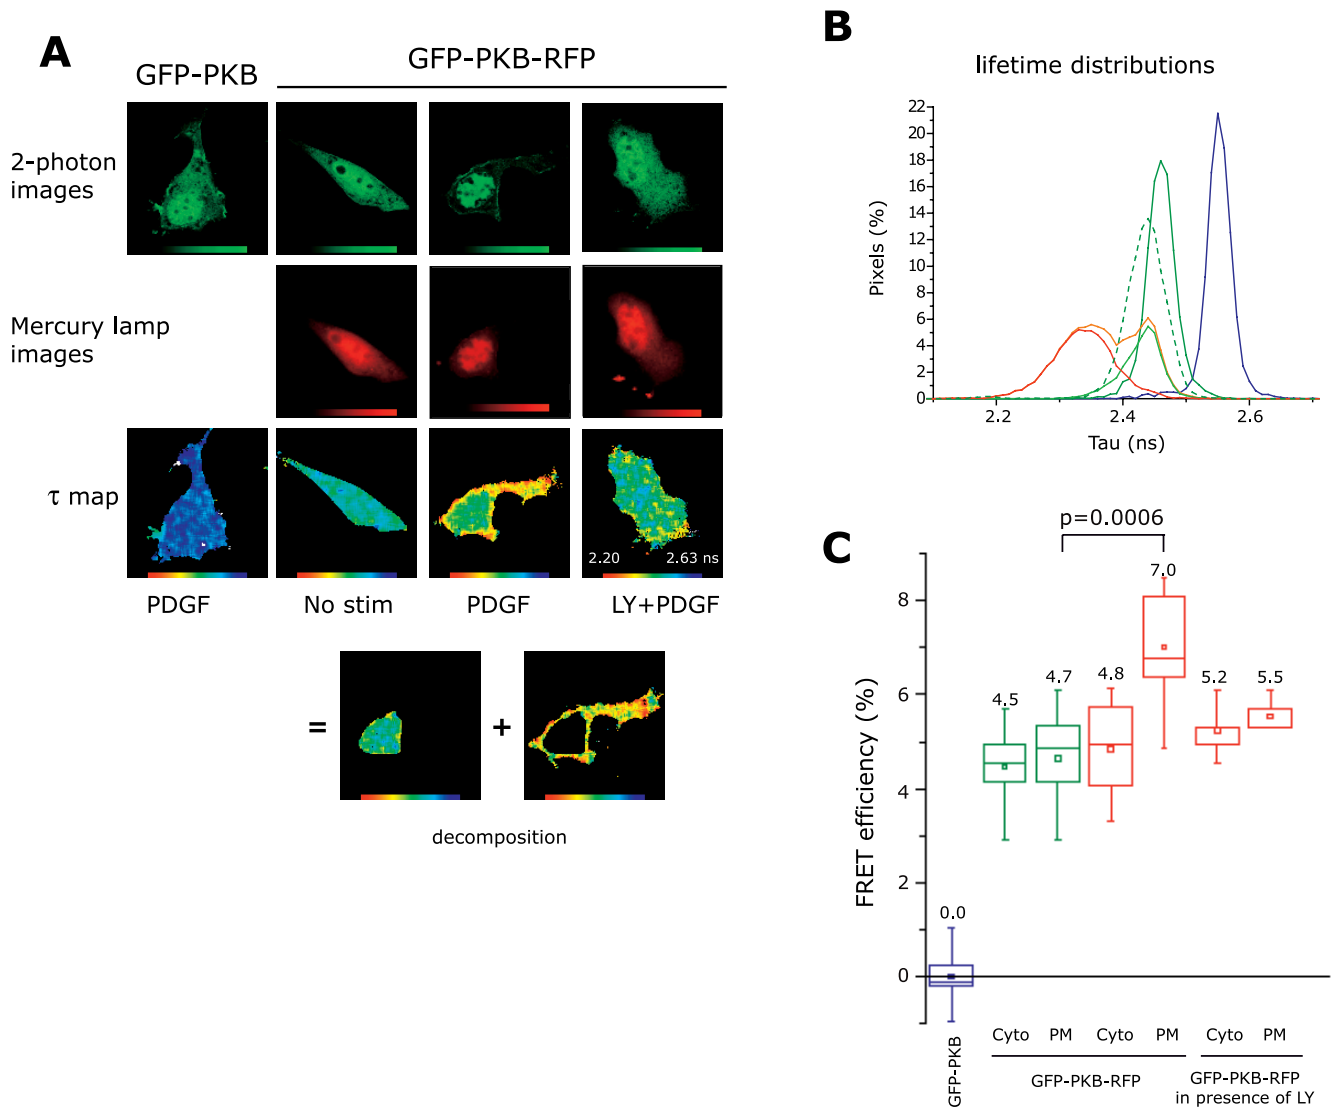 A
GFP-PKB
GFP-PKB-RFP
2-photon
images
Mercury lamp
images
τ map
2.20
2.63 ns
PDGF
No stim
PDGF
LY+PDGF
=
+
decomposition
B
lifetime distributions
Pixels (%)
22
20
18
16
14
12
10
8
6
4
2
0
2.2
2.4
2.6
Tau (ns)
C
p=0.0006
FRET efficiency (%)
8
6
4
2
0
0.0
4.5
4.7
4.8
7.0
5.2
5.5
GFP-PKB
Cyto
PM
Cyto
PM
Cyto
PM
GFP-PKB-RFP
GFP-PKB-RFP
in presence of LY